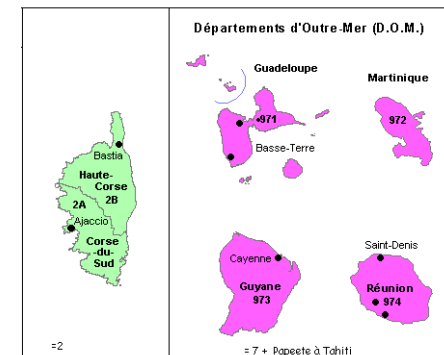 Départements d'Outre-Mer (D.O.M.)
Guadeloupe
Martinique
971
972
Basse-Terre
Bastia
Haute-
Corse
2A
2B
Ajaccio
Corse
-du-
Sud
Cayenne
Guyane
973
Saint-Denis
Réunion
974
=2
= 7 + Papeete à Tahiti